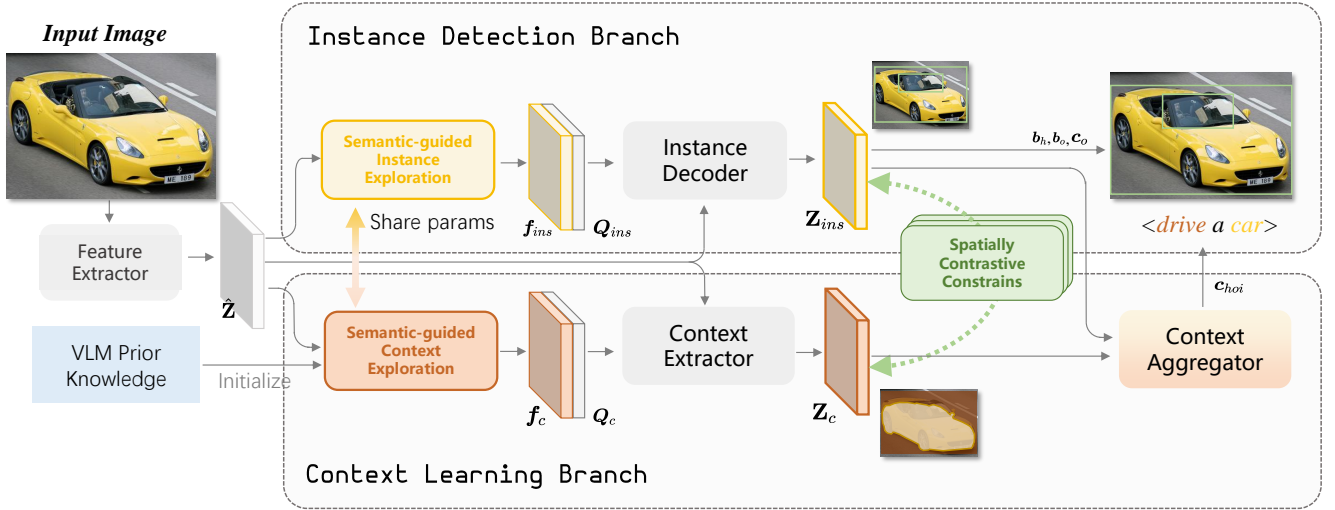 Input Image
Instance Detection Branch
ME 169
Semantic-guided
Instance
Exploration
Share params
f_ins
Q_ins
Instance
Decoder
Z_ins
b_h, b_o, c_o
<drive a car>
Feature
Extractor
Ẑ
Spatially
Contrastive
Constrains
c_hoi
VLM Prior
Knowledge
Initialize
Semantic-guided
Context
Exploration
f_c
Q_c
Context
Extractor
Z_c
Context
Aggregator
Context Learning Branch